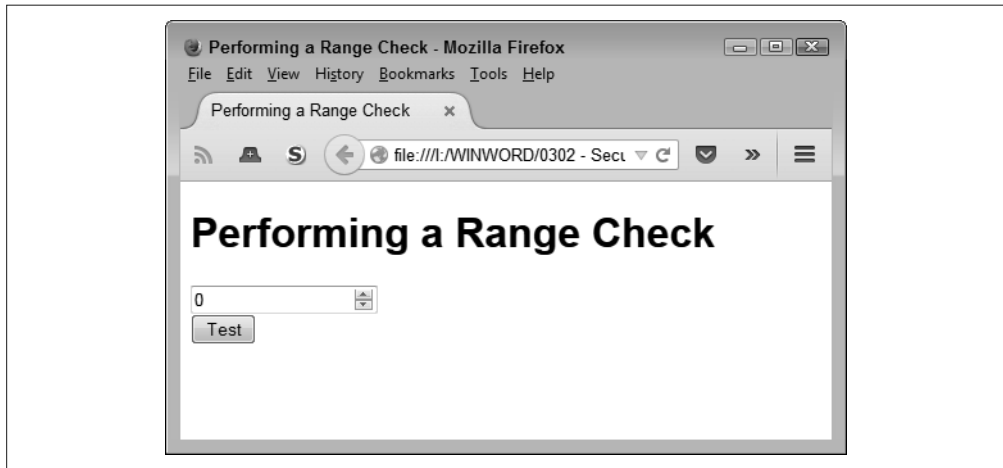 Performing a Range Check - Mozilla Firefox
File Edit View History Bookmarks Tools Help
Performing a Range Check
S file:///I:/WINWORD/0302 - Secu
Performing a Range Check
0
Test